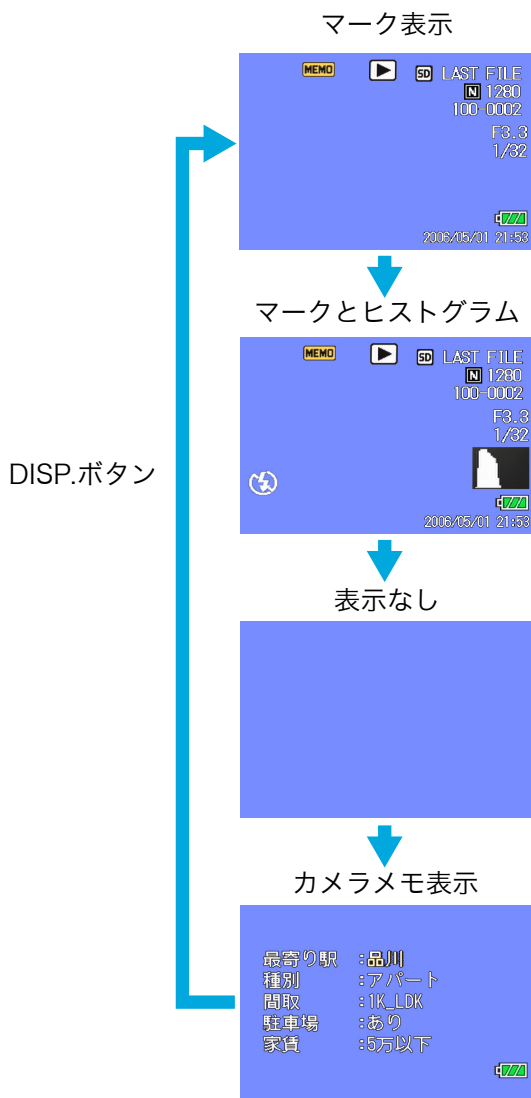 マーク表示
MEMO SD LAST FILE
N 1280
100-0002
F3.3
1/32
2006/05/01 21:53
マークとヒストグラム
MEMO SD LAST FILE
N 1280
100-0002
F3.3
1/32
2006/05/01 21:53
DISP.ボタン
表示なし
カメラメモ表示
最寄り駅 :品川
種別 :アパート
間取 :1K_LDK
駐車場 :あり
家賃 :5万以下